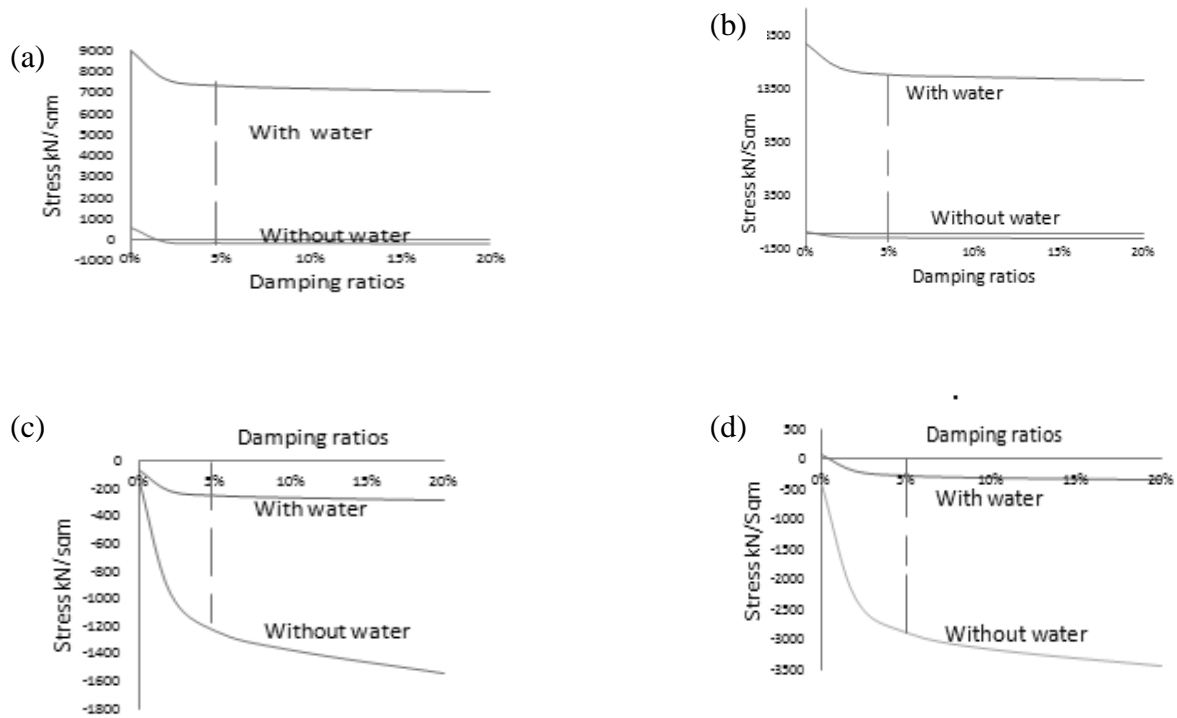 (a)
9000
8000
7000
6000
5000
4000
3000
2000
1000
0
-1000
Stress kN/sqm
With water
Without water
0% 5% 10% 15% 20%
Damping ratios
(b)
13500
3500
-1500
Stress kN/Sqm
With water
Without water
0% 5% 10% 15% 20%
Damping ratios
(c)
Damping ratios
0
-200
-400
-600
-800
-1000
-1200
-1400
-1600
-1800
Stress kN/sqm
0% 5% 10% 15% 20%
With water
Without water
(d)
Damping ratios
500
0
-500
-1000
-1500
-2000
-2500
-3000
-3500
Stress kN/Sqm
0% 5% 10% 15% 20%
With water
Without water